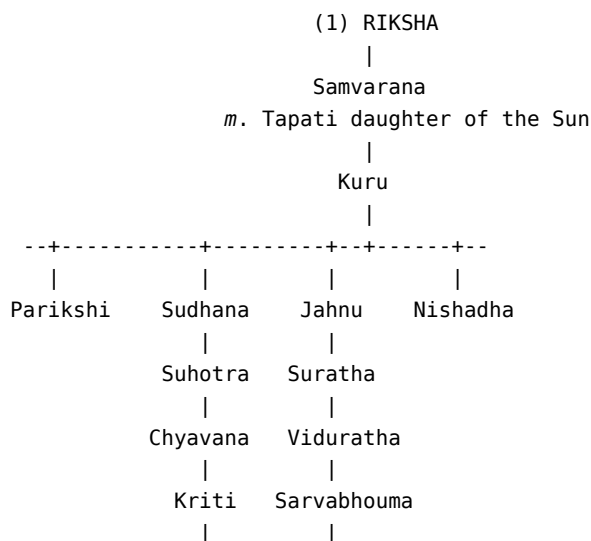 (1) RIKSHA
|
Samvarana
m. Tapati daughter of the Sun
|
Kuru
|
--+-----------+---------+--+------+--
| | | |
Parikshi Sudhana Jahnu Nishadha
| |
Suhotra Suratha
| |
Chyavana Viduratha
| |
Kriti Sarvabhouma
| |